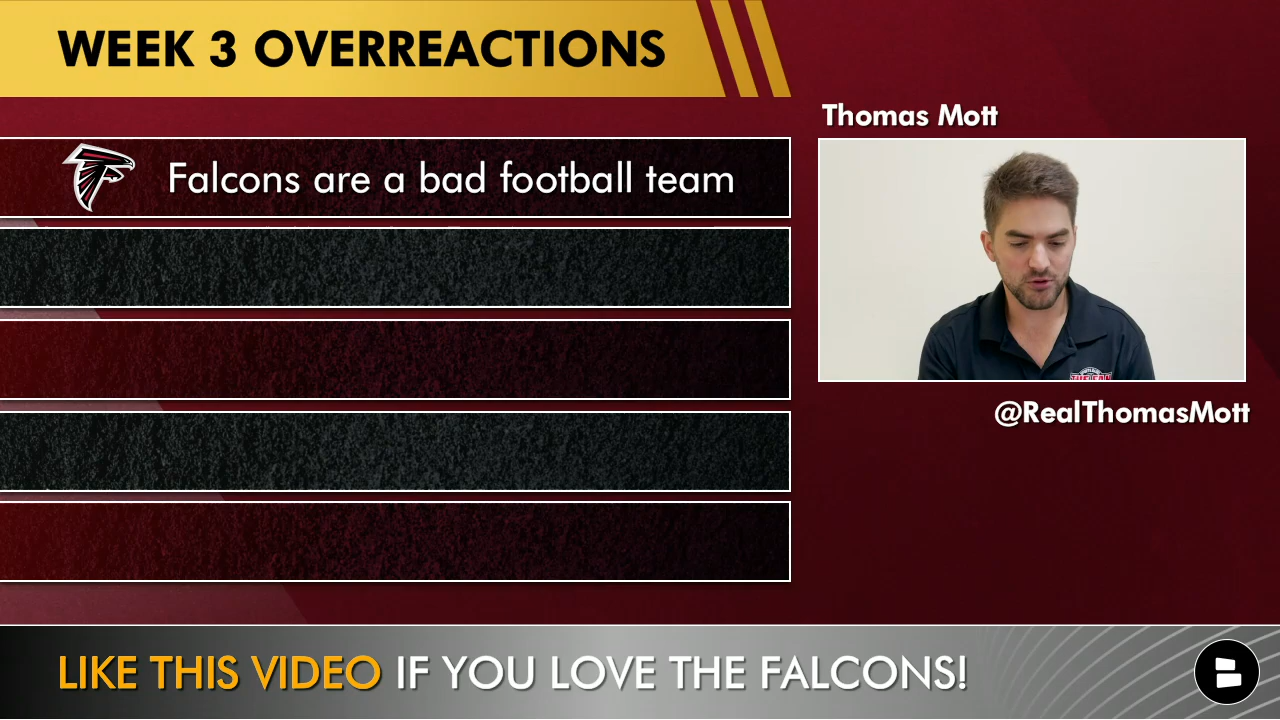 WEEK 3 OVERREACTIONS
Thomas Mott
Falcons are a bad football team
@RealThomasMott
LIKE THIS VIDEO IF YOU LOVE THE FALCONS!